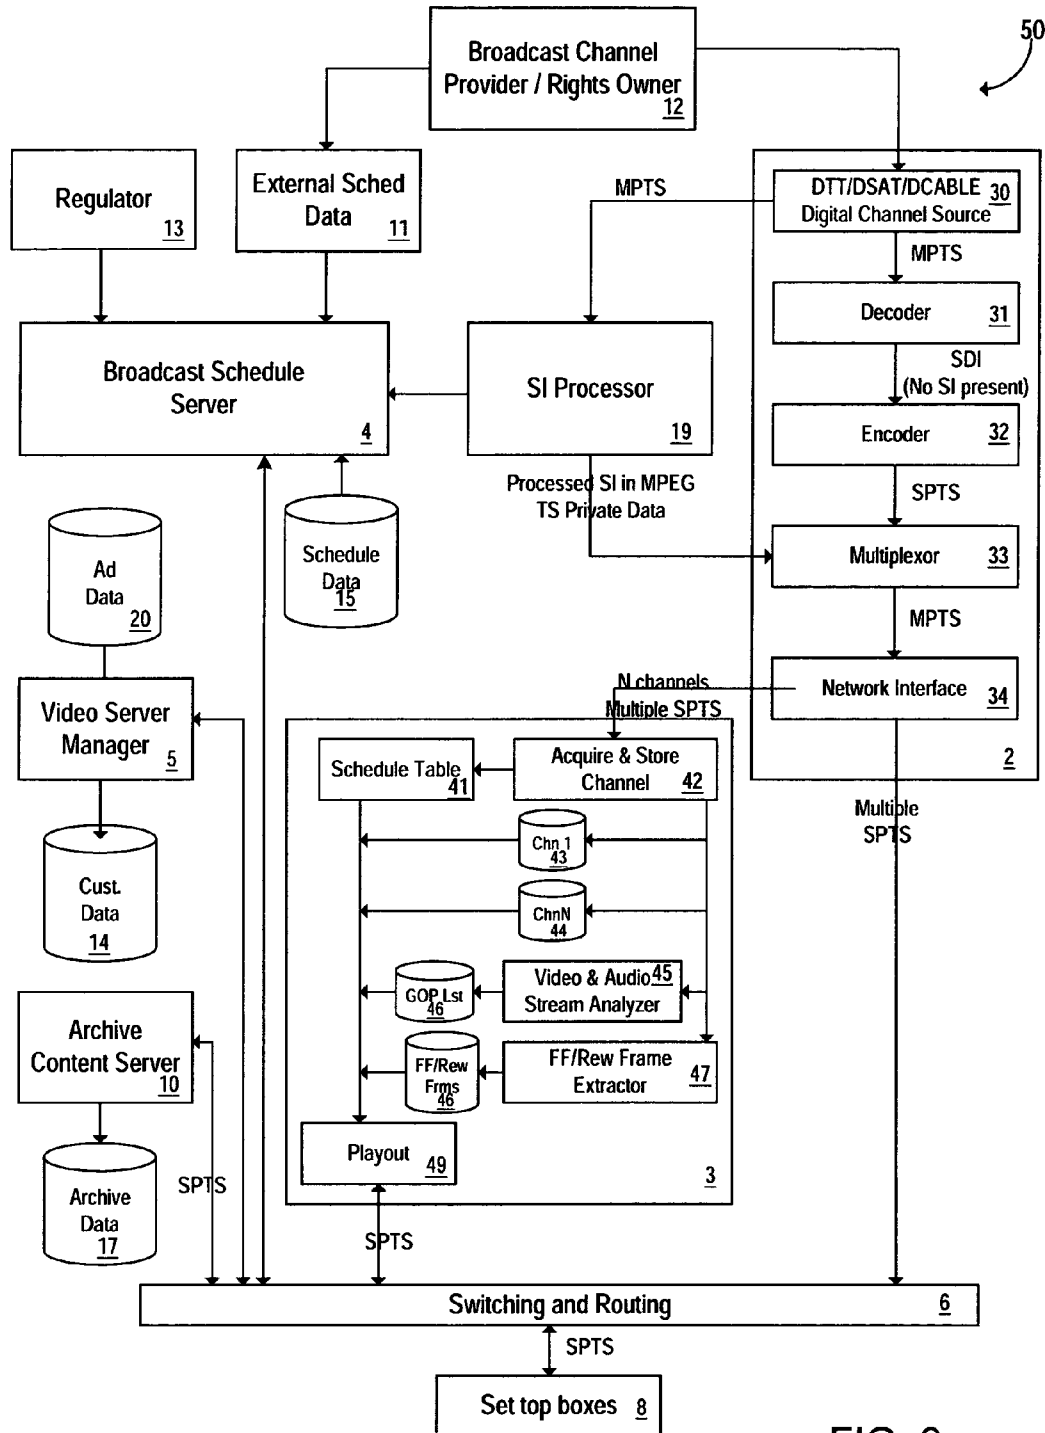 50
Broadcast Channel
Provider / Rights Owner
12
Regulator
13
External Sched
Data
11
MPTS
DTT/DSAT/DCABLE
Digital Channel Source
30
MPTS
Decoder
31
SDI
(No SI present)
Broadcast Schedule
Server
4
SI Processor
19
Encoder
32
Processed SI in MPEG
TS Private Data
SPTS
Multiplexor
33
Ad
Data
20
Schedule
Data
15
MPTS
Network Interface
34
2
N channels
Multiple SPTS
Video Server
Manager
5
Schedule Table
41
Acquire & Store
Channel
42
Multiple
SPTS
Chn 1
43
Cust.
Data
14
ChnN
44
GOP Lst
46
Video & Audio
Stream Analyzer
45
Archive
Content Server
10
FF/Rew
Frms
46
FF/Rew Frame
Extractor
47
Playout
49
3
Archive
Data
17
SPTS
SPTS
Switching and Routing
6
SPTS
Set top boxes
8